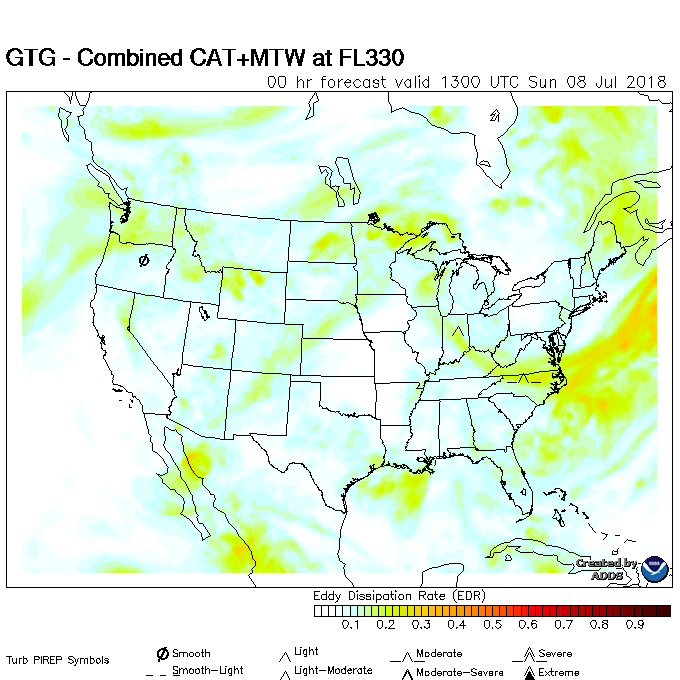 GTG - Combined CAT+MTW at FL330
00 hr forecast valid 1300 UTC Sun 08 Jul 2018
Created by
ADDS
Eddy Dissipation Rate (EDR)
0.1 0.2 0.3 0.4 0.5 0.6 0.7 0.8 0.9
Turb PIREP Symbols
Smooth Light Moderate Severe
Smooth-Light Light-Moderate Moderate-Severe Extreme